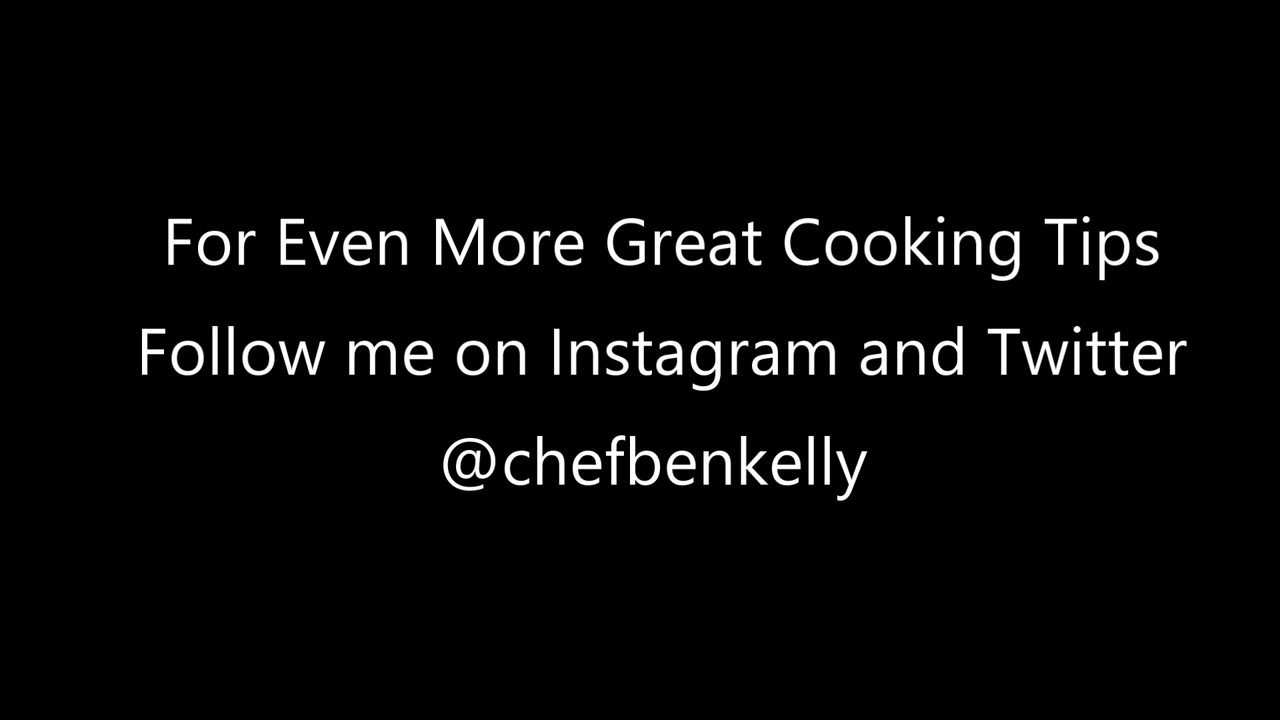 For Even More Great Cooking Tips
Follow me on Instagram and Twitter
@chefbenkelly